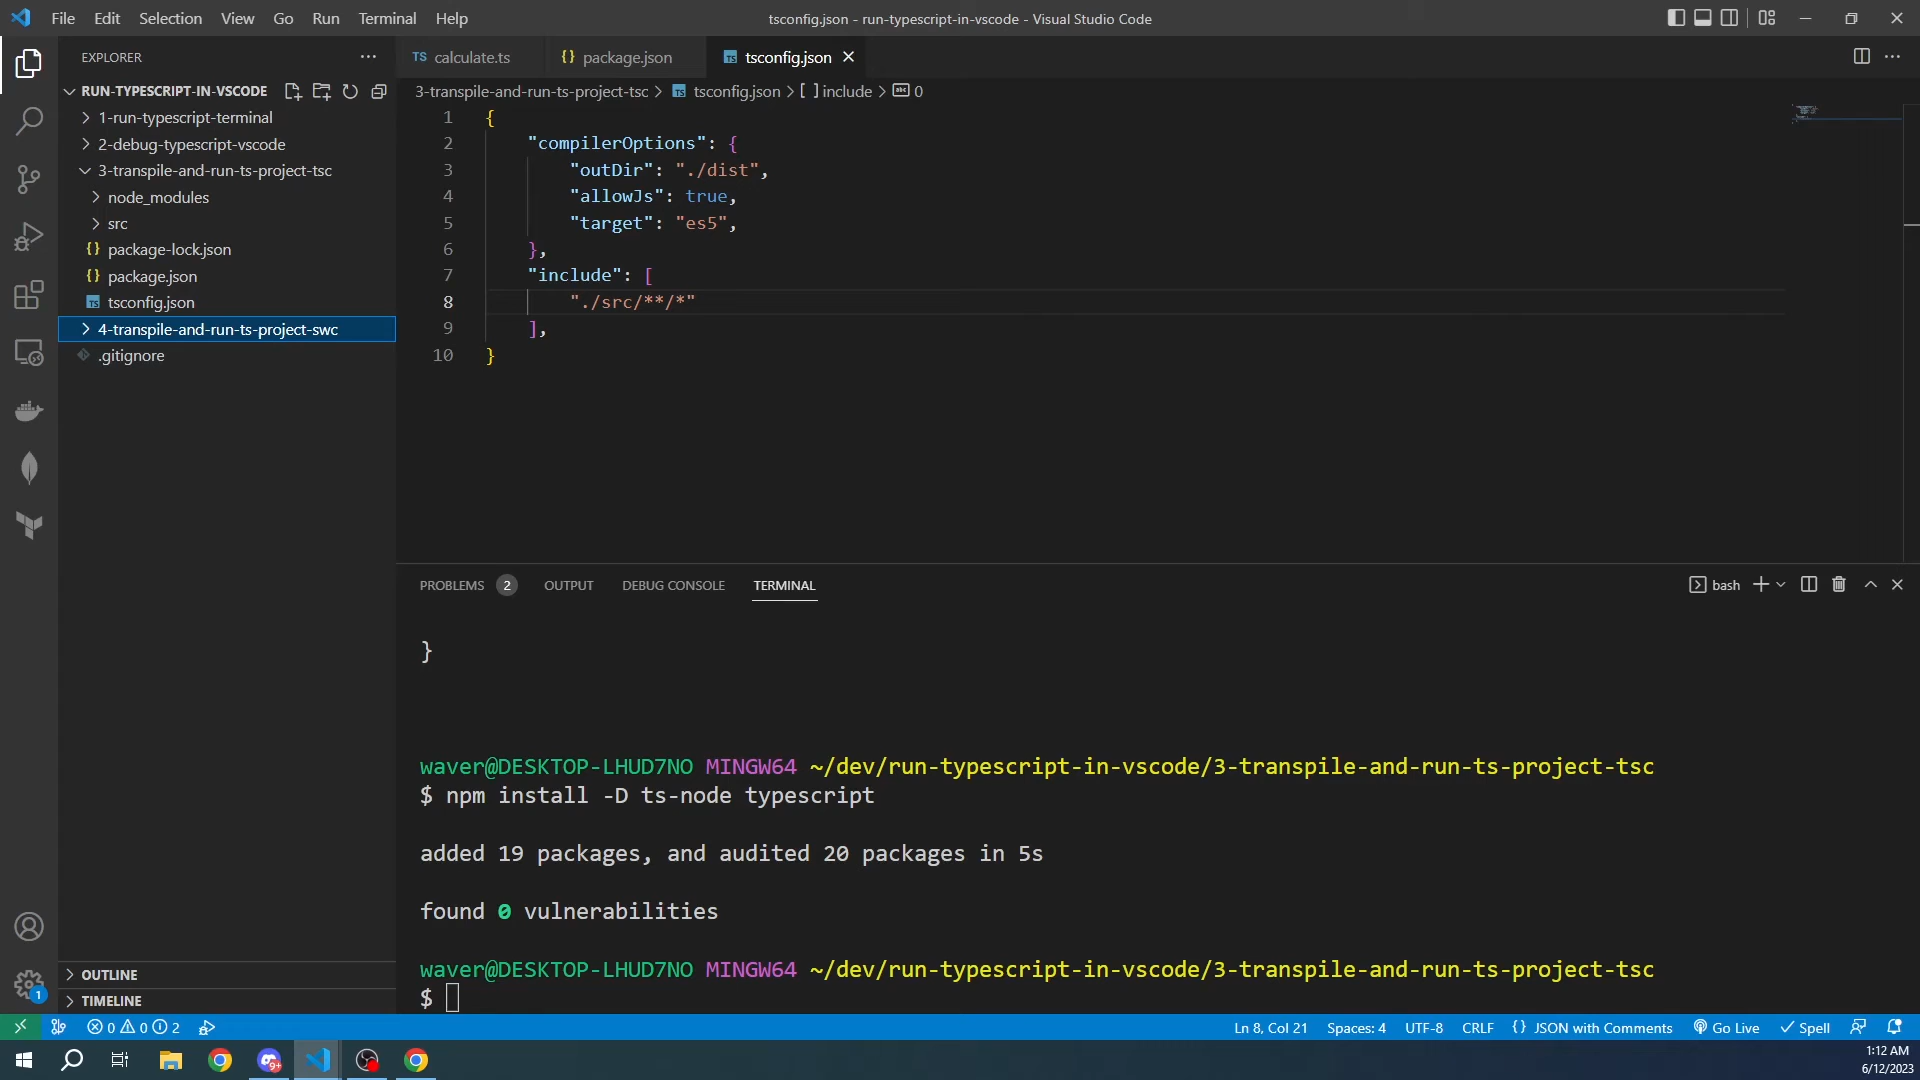 File Edit Selection View Go Run Terminal Help
tsconfig.json - run-typescript-in-vscode - Visual Studio Code
EXPLORER
RUN-TYPESCRIPT-IN-VSCODE
1-run-typescript-terminal
2-debug-typescript-vscode
3-transpile-and-run-ts-project-tsc
node_modules
src
{} package-lock.json
{} package.json
TS tsconfig.json
4-transpile-and-run-ts-project-swc
.gitignore
OUTLINE
TIMELINE
TS calculate.ts {} package.json TS tsconfig.json
3-transpile-and-run-ts-project-tsc > TS tsconfig.json > [ ] include > abc 0
1 {
2 "compilerOptions": {
3 "outDir": "./dist",
4 "allowJs": true,
5 "target": "es5",
6 },
7 "include": [
8 "./src/**/*"
9 ],
10 }
PROBLEMS 2 OUTPUT DEBUG CONSOLE TERMINAL
bash
}
waver@DESKTOP-LHUD7NO MINGW64 ~/dev/run-typescript-in-vscode/3-transpile-and-run-ts-project-tsc
$ npm install -D ts-node typescript
added 19 packages, and audited 20 packages in 5s
found 0 vulnerabilities
waver@DESKTOP-LHUD7NO MINGW64 ~/dev/run-typescript-in-vscode/3-transpile-and-run-ts-project-tsc
$
1
0 0 2
Ln 8, Col 21 Spaces: 4 UTF-8 CRLF {} JSON with Comments Go Live Spell
9+
1:12 AM
6/12/2023